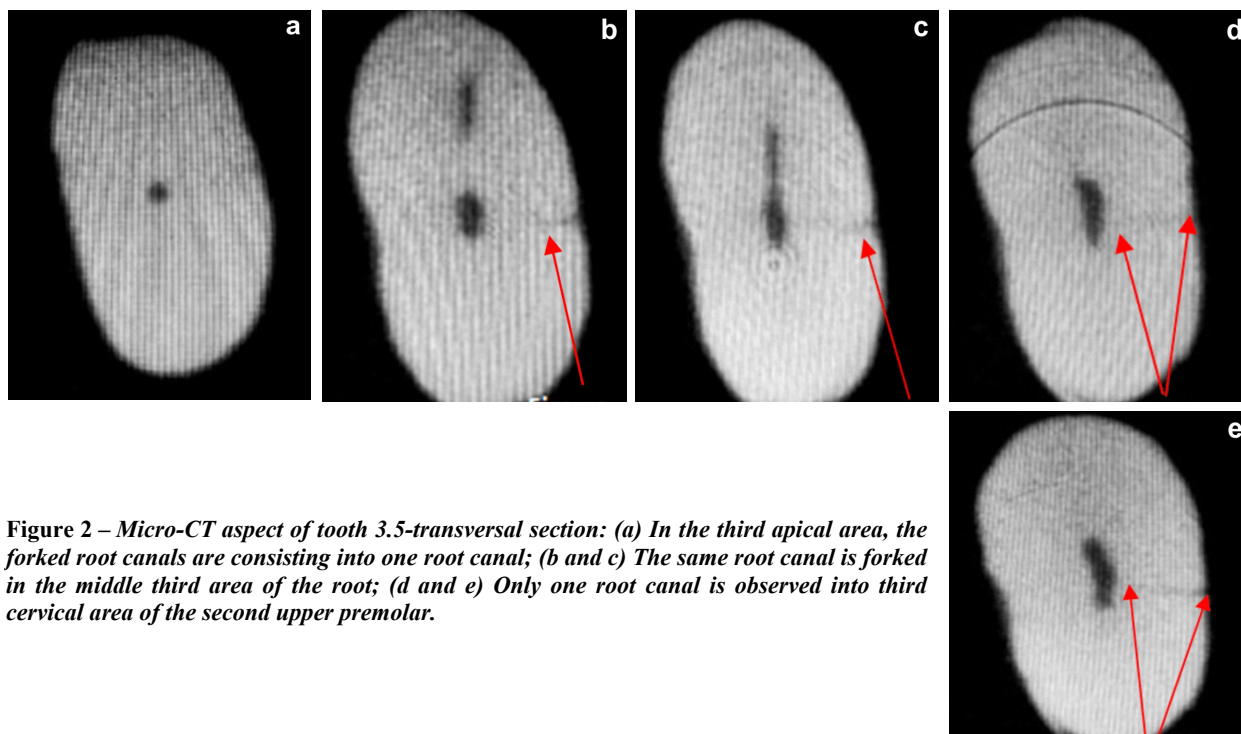 a
b
c
d
e
Figure 2 – Micro-CT aspect of tooth 3.5-transversal section: (a) In the third apical area, the
forked root canals are consisting into one root canal; (b and c) The same root canal is forked
in the middle third area of the root; (d and e) Only one root canal is observed into third
cervical area of the second upper premolar.